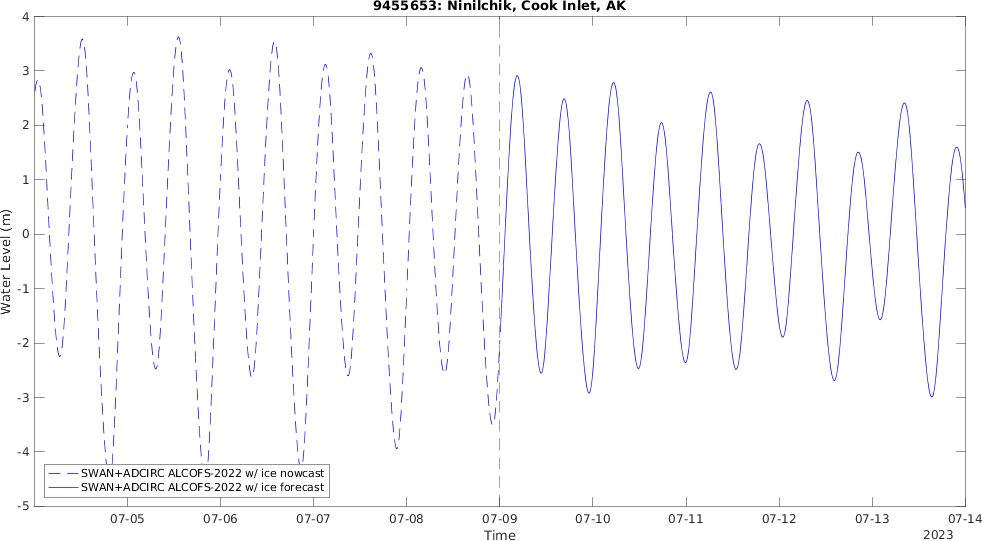 9455653: Ninilchik, Cook Inlet, AK
4
3
2
1
0
-1
-2
-3
-4
-5
Water Level (m)
SWAN+ADCIRC ALCOFS-2022 w/ ice nowcast
SWAN+ADCIRC ALCOFS-2022 w/ ice forecast
07-05 07-06 07-07 07-08 07-09 07-10 07-11 07-12 07-13 07-14
Time
2023